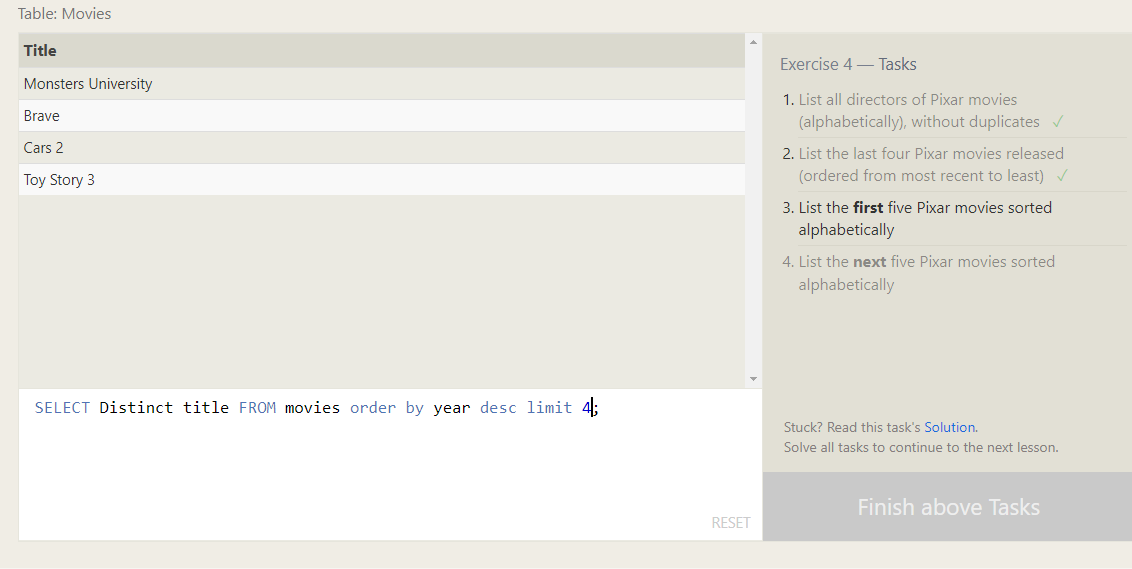 Table: Movies
Title
Monsters University
Brave
Cars 2
Toy Story 3
SELECT Distinct title FROM movies order by year desc limit 4;
RESET
Exercise 4 — Tasks
1. List all directors of Pixar movies
(alphabetically), without duplicates ✓
2. List the last four Pixar movies released
(ordered from most recent to least) ✓
3. List the first five Pixar movies sorted
alphabetically
4. List the next five Pixar movies sorted
alphabetically
Stuck? Read this task's Solution.
Solve all tasks to continue to the next lesson.
Finish above Tasks